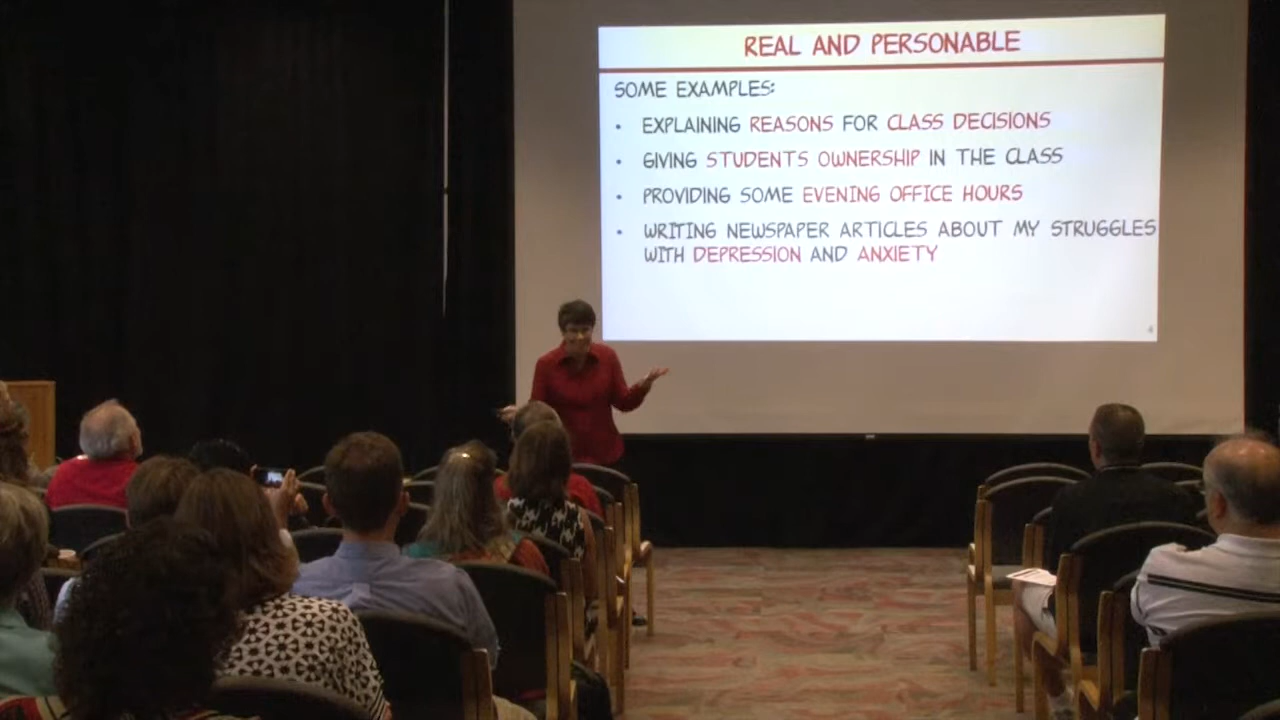 REAL AND PERSONABLE
SOME EXAMPLES:
• EXPLAINING REASONS FOR CLASS DECISIONS
• GIVING STUDENTS OWNERSHIP IN THE CLASS
• PROVIDING SOME EVENING OFFICE HOURS
• WRITING NEWSPAPER ARTICLES ABOUT MY STRUGGLES
WITH DEPRESSION AND ANXIETY
4